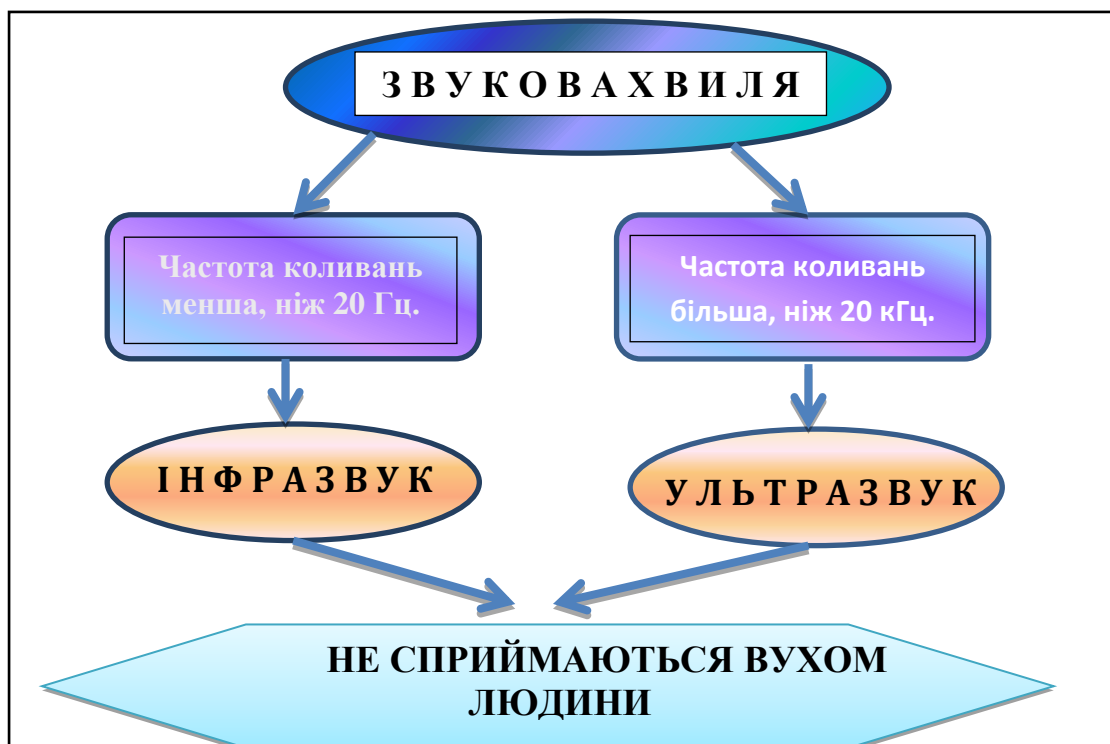 З В У К О В А Х В И Л Я
Частота коливань
менша, ніж 20 Гц.
Частота коливань
більша, ніж 20 кГц.
І Н Ф Р А З В У К
У Л Ь Т Р А З В У К
НЕ СПРИЙМАЮТЬСЯ ВУХОМ
ЛЮДИНИ